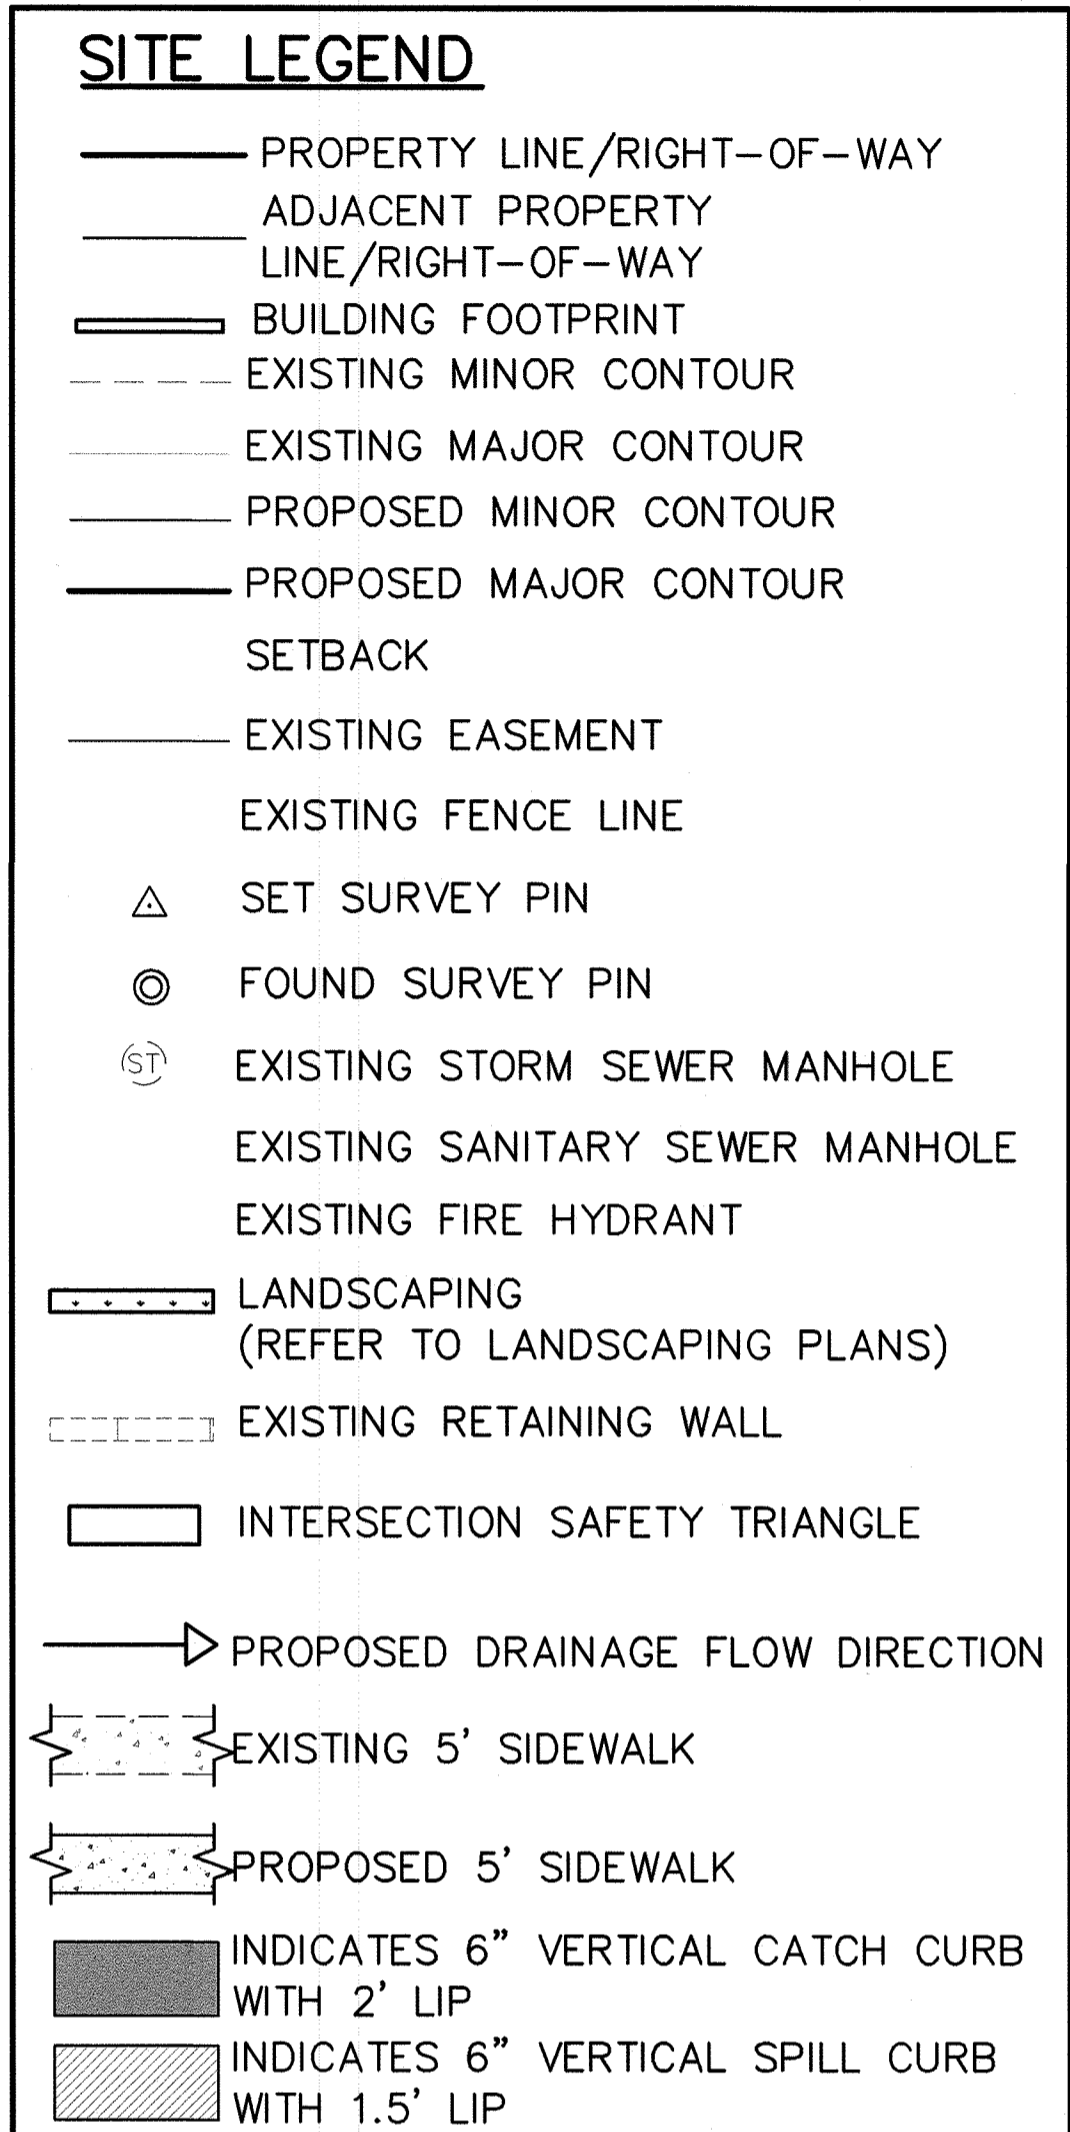 SITE LEGEND
PROPERTY LINE/RIGHT-OF-WAY
ADJACENT PROPERTY
LINE/RIGHT-OF-WAY
BUILDING FOOTPRINT
EXISTING MINOR CONTOUR
EXISTING MAJOR CONTOUR
PROPOSED MINOR CONTOUR
PROPOSED MAJOR CONTOUR
SETBACK
EXISTING EASEMENT
EXISTING FENCE LINE
SET SURVEY PIN
FOUND SURVEY PIN
ST EXISTING STORM SEWER MANHOLE
EXISTING SANITARY SEWER MANHOLE
EXISTING FIRE HYDRANT
LANDSCAPING
(REFER TO LANDSCAPING PLANS)
EXISTING RETAINING WALL
INTERSECTION SAFETY TRIANGLE
PROPOSED DRAINAGE FLOW DIRECTION
EXISTING 5' SIDEWALK
PROPOSED 5' SIDEWALK
INDICATES 6" VERTICAL CATCH CURB
WITH 2' LIP
INDICATES 6" VERTICAL SPILL CURB
WITH 1.5' LIP